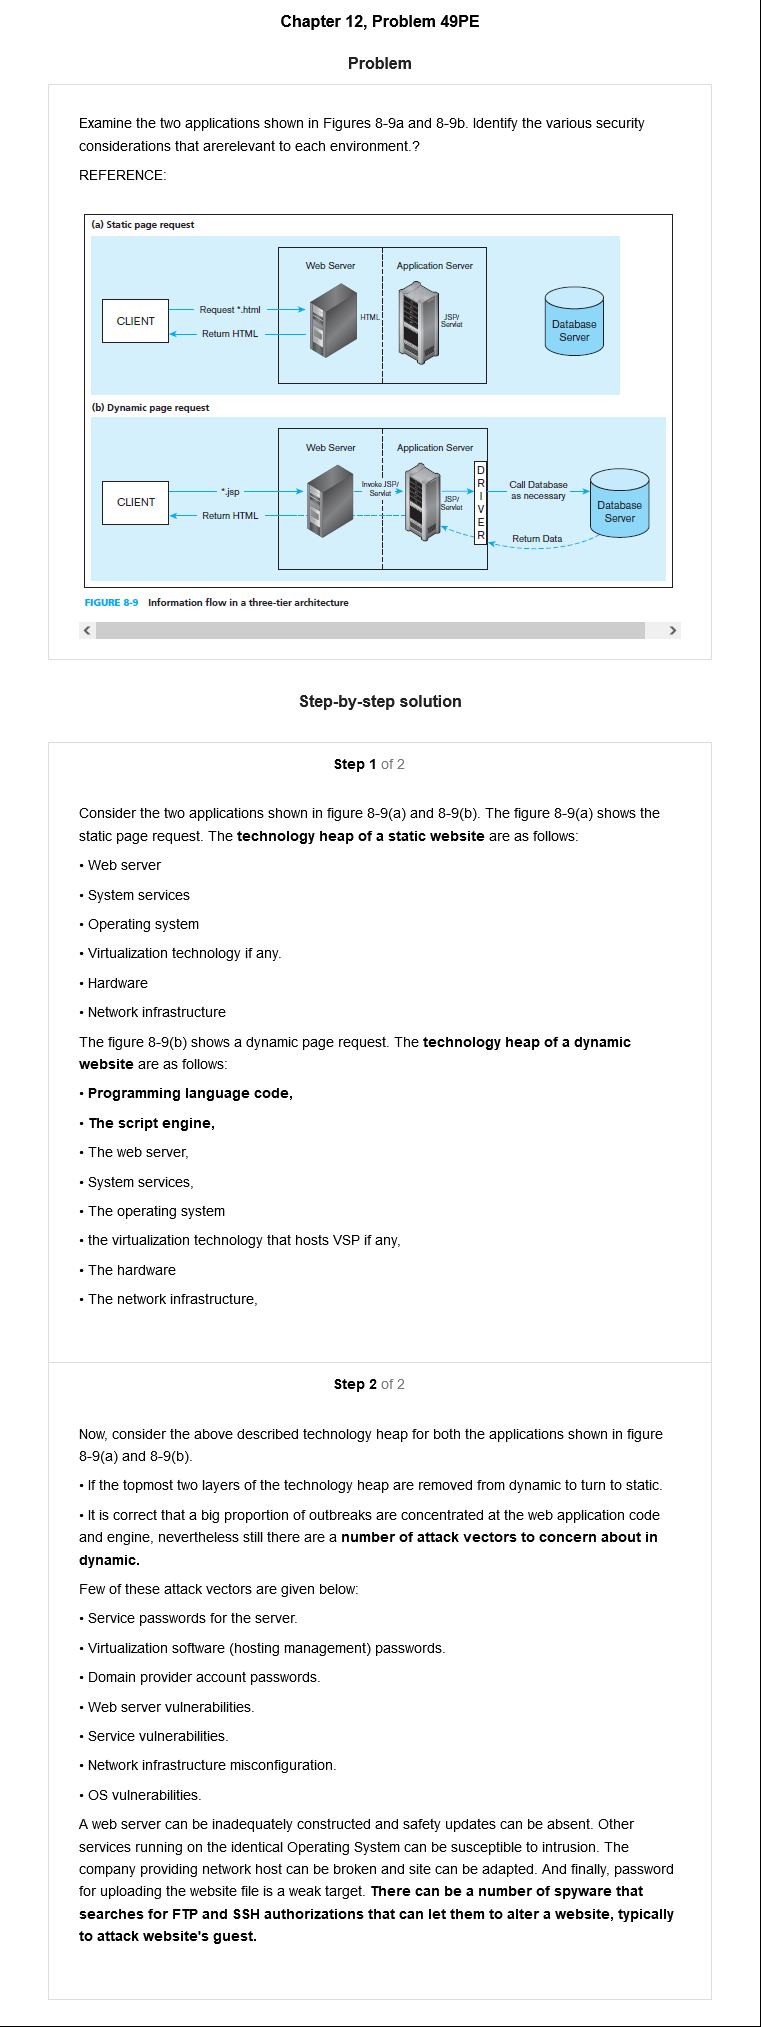 Chapter 12, Problem 49PE
Problem
Examine the two applications shown in Figures 8-9a and 8-9b. Identify the various security
considerations that arerelevant to each environment.?
REFERENCE:
(a) Static page request
Web Server
Application Server
CLIENT
Request *.html
Return HTML
HTML
JSP/
Servlet
Database
Server
(b) Dynamic page request
Web Server
Application Server
CLIENT
*.jsp
Return HTML
Invoke JSP/
Servlet
JSP/
Servlet
DRIVER
Call Database
as necessary
Return Data
Database
Server
FIGURE 8-9 Information flow in a three-tier architecture
Step-by-step solution
Step 1 of 2
Consider the two applications shown in figure 8-9(a) and 8-9(b). The figure 8-9(a) shows the
static page request. The technology heap of a static website are as follows:
• Web server
• System services
• Operating system
• Virtualization technology if any.
• Hardware
• Network infrastructure
The figure 8-9(b) shows a dynamic page request. The technology heap of a dynamic
website are as follows:
• Programming language code,
• The script engine,
• The web server,
• System services,
• The operating system
• the virtualization technology that hosts VSP if any,
• The hardware
• The network infrastructure,
Step 2 of 2
Now, consider the above described technology heap for both the applications shown in figure
8-9(a) and 8-9(b).
• If the topmost two layers of the technology heap are removed from dynamic to turn to static.
• It is correct that a big proportion of outbreaks are concentrated at the web application code
and engine, nevertheless still there are a number of attack vectors to concern about in
dynamic.
Few of these attack vectors are given below:
• Service passwords for the server.
• Virtualization software (hosting management) passwords.
• Domain provider account passwords.
• Web server vulnerabilities.
• Service vulnerabilities.
• Network infrastructure misconfiguration.
• OS vulnerabilities.
A web server can be inadequately constructed and safety updates can be absent. Other
services running on the identical Operating System can be susceptible to intrusion. The
company providing network host can be broken and site can be adapted. And finally, password
for uploading the website file is a weak target. There can be a number of spyware that
searches for FTP and SSH authorizations that can let them to alter a website, typically
to attack website's guest.